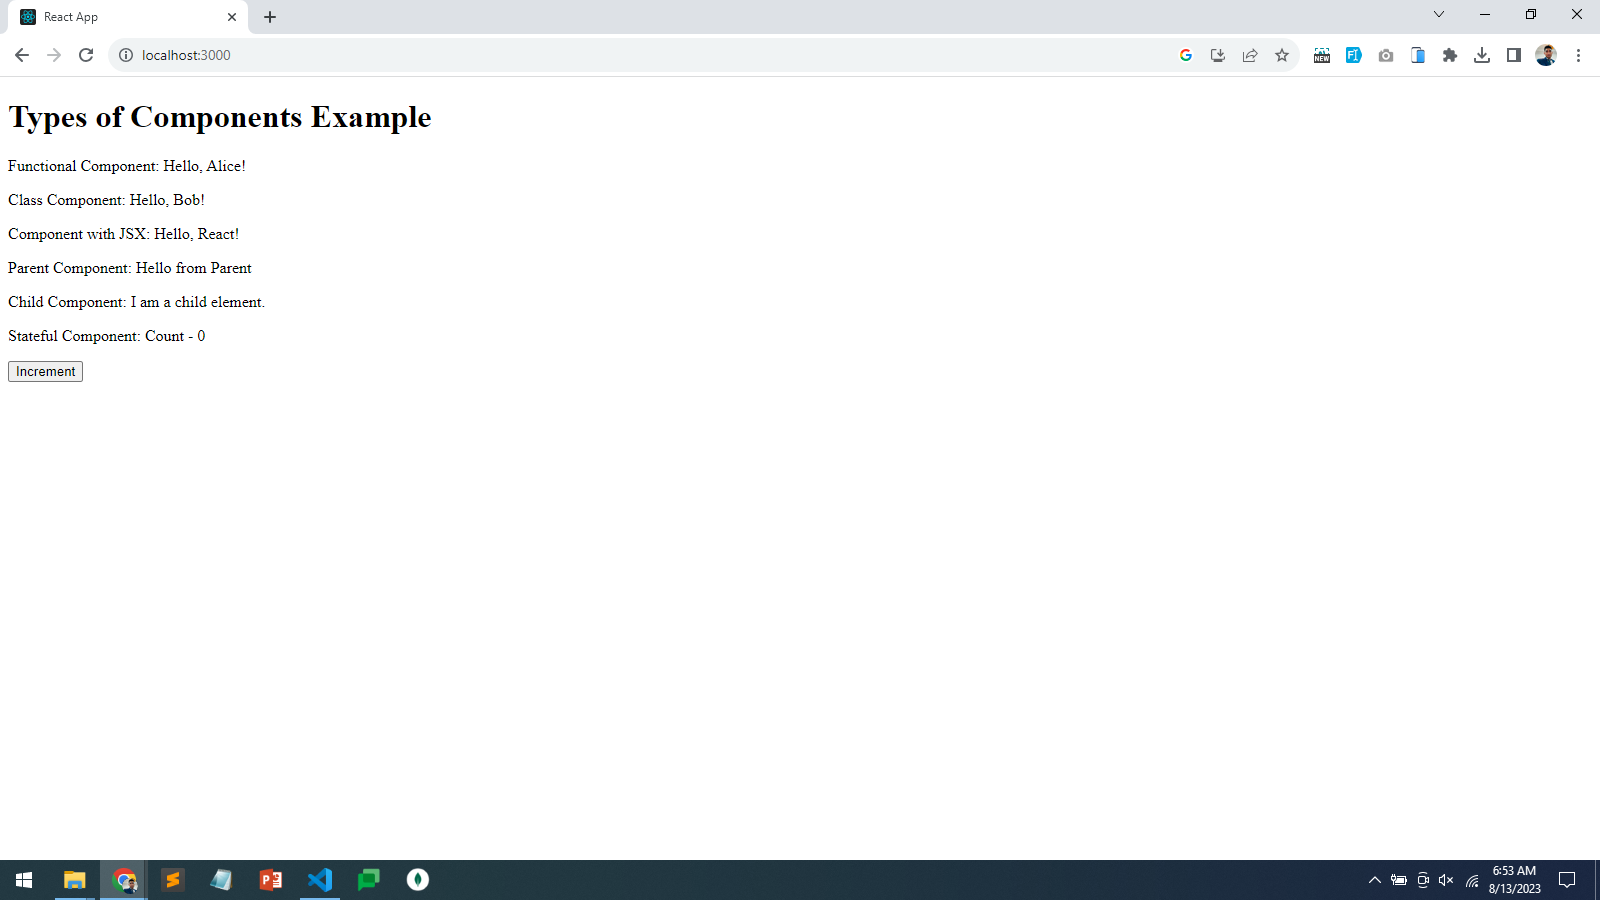 React App
localhost:3000
NEW
Types of Components Example
Functional Component: Hello, Alice!
Class Component: Hello, Bob!
Component with JSX: Hello, React!
Parent Component: Hello from Parent
Child Component: I am a child element.
Stateful Component: Count - 0
Increment
6:53 AM
8/13/2023